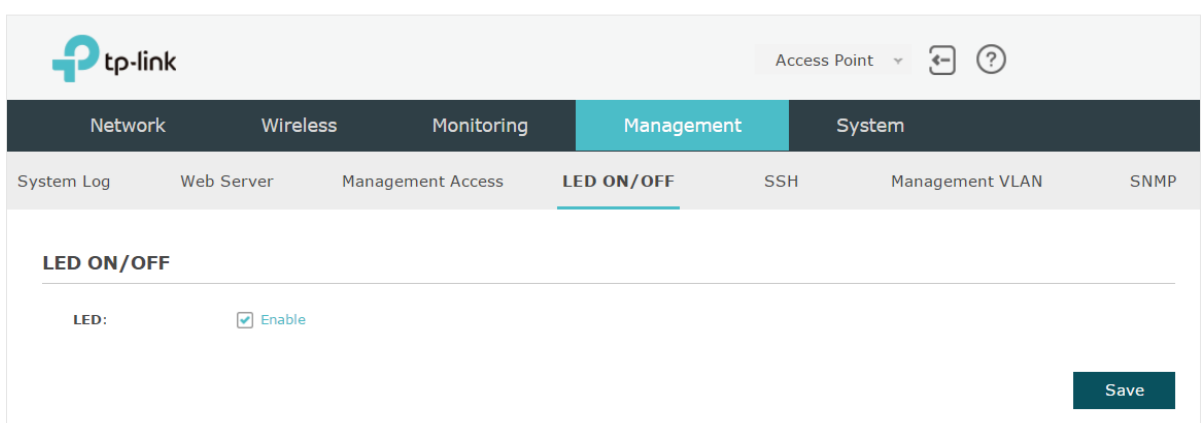 tp-link
Access Point
Network Wireless Monitoring Management System
System Log Web Server Management Access LED ON/OFF SSH Management VLAN SNMP
LED ON/OFF
LED: Enable
Save